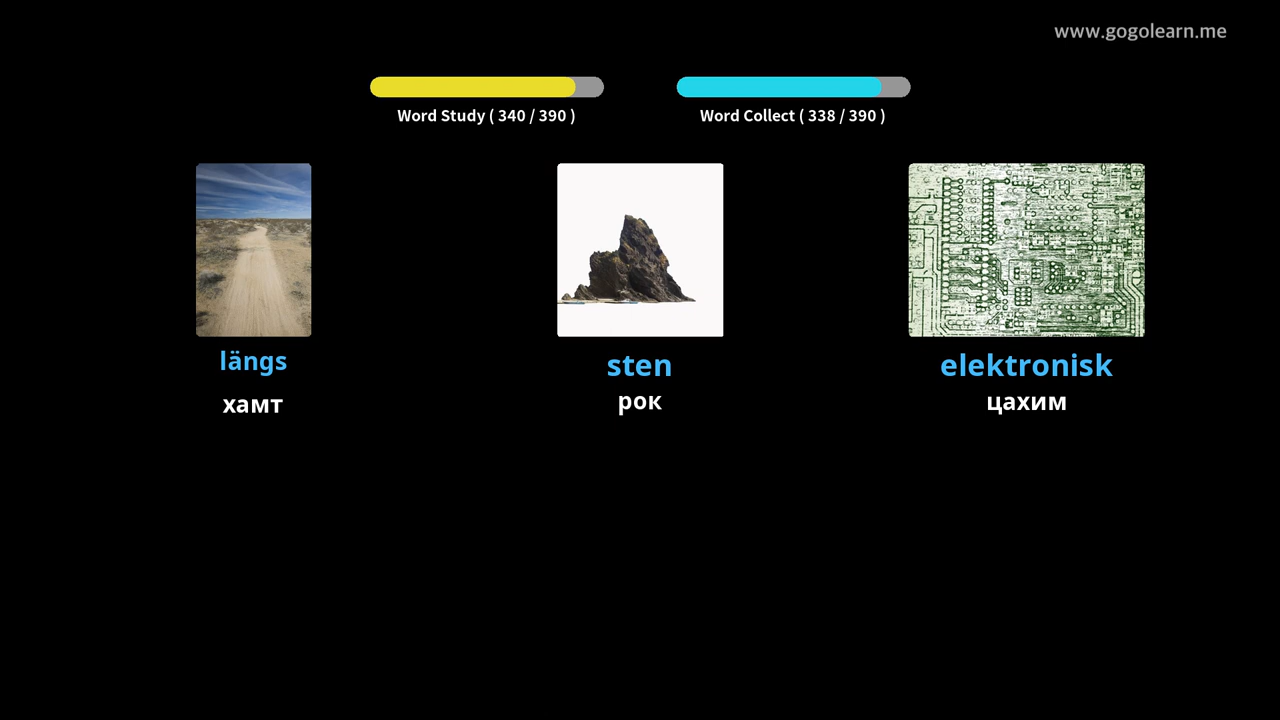 www.gogolearn.me
Word Study ( 340 / 390 )
Word Collect ( 338 / 390 )
längs
sten
elektronisk
хамт
рок
цахим